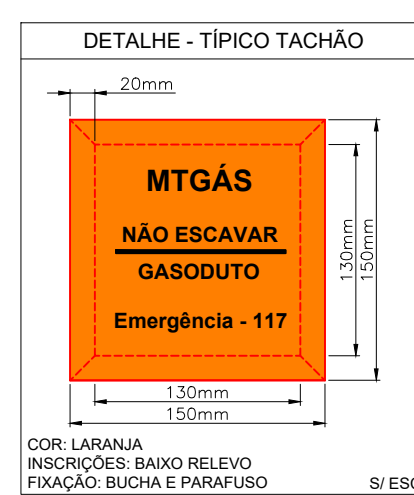 DETALHE - TÍPICO TACHÃO
20mm
MTGÁS
NÃO ESCAVAR
GASODUTO
Emergência - 117
130mm
150mm
130mm
150mm
COR: LARANJA
INSCRIÇÕES: BAIXO RELEVO
FIXAÇÃO: BUCHA E PARAFUSO
S/